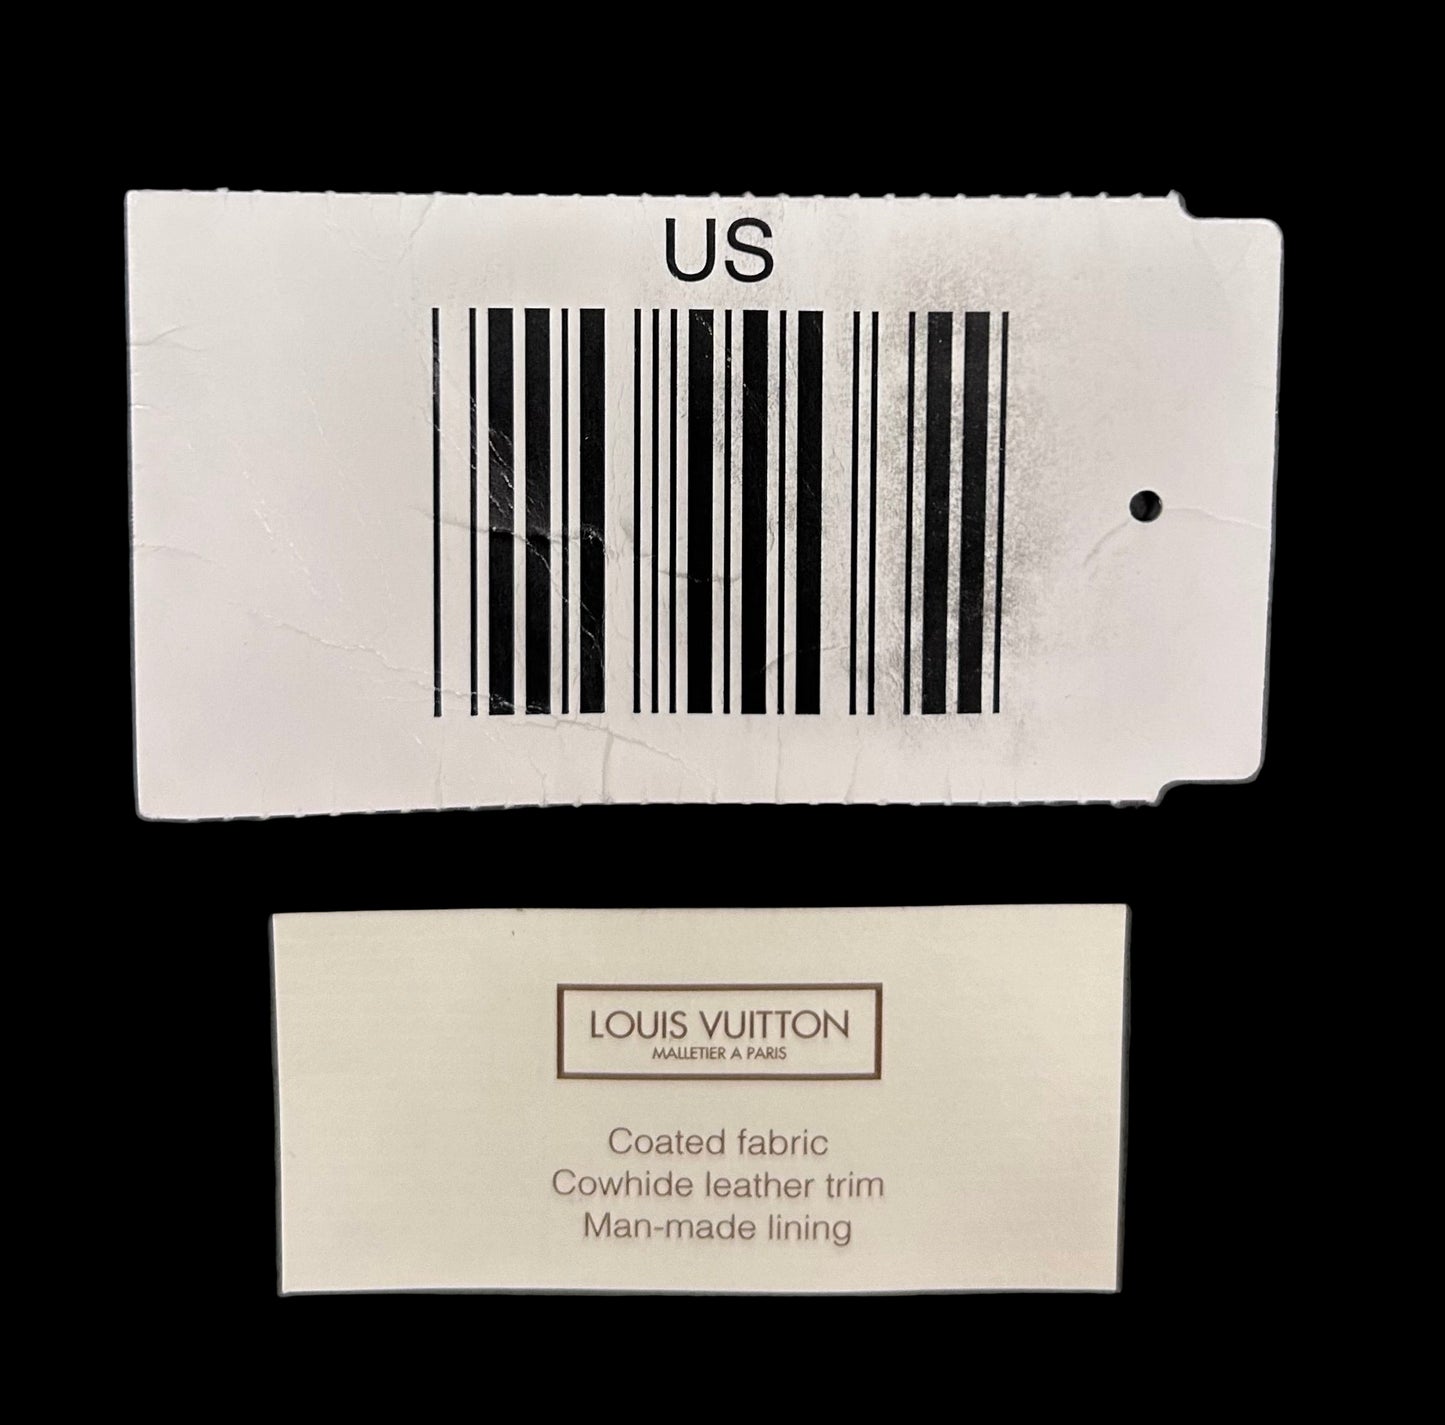 US
LOUIS VUITTON
MALLETIER A PARIS
Coated fabric
Cowhide leather trim
Man-made lining